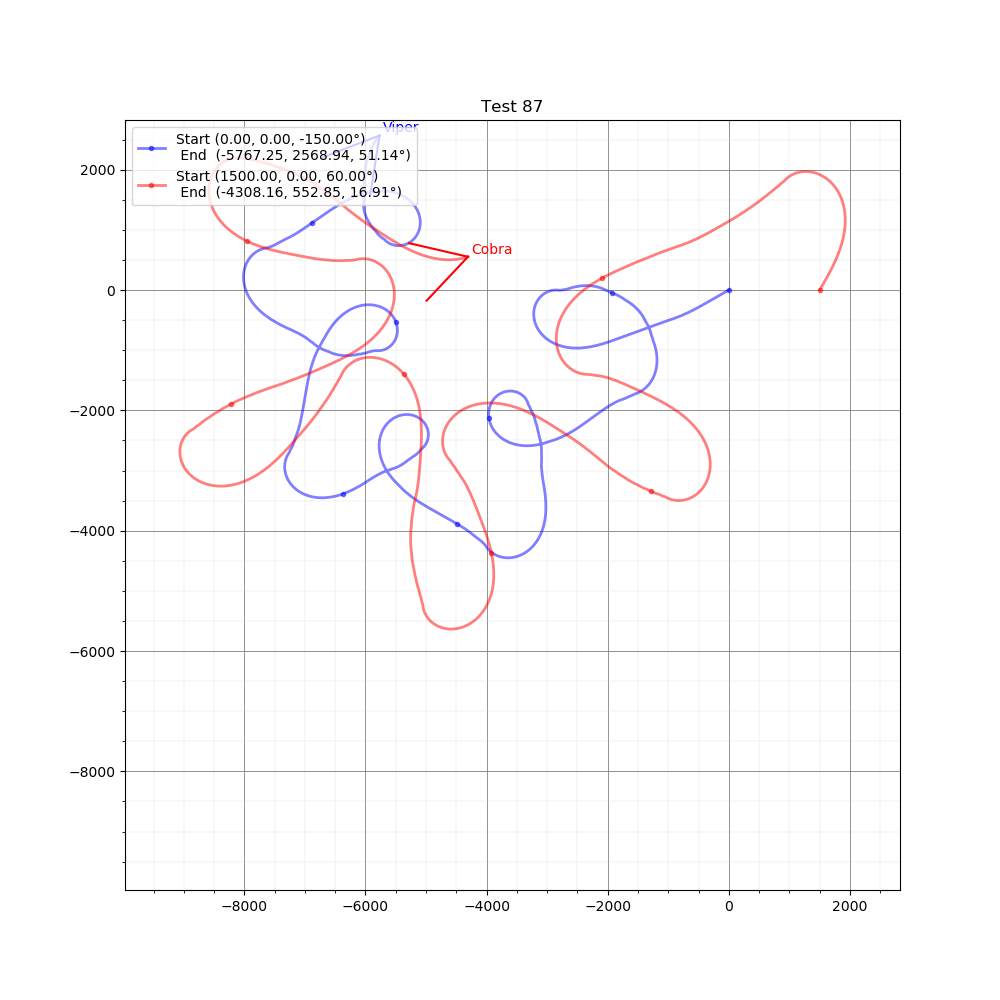 Test 87
Viper
Start (0.00, 0.00, -150.00°)
End (-5767.25, 2568.94, 51.14°)
Start (1500.00, 0.00, 60.00°)
End (-4308.16, 552.85, 16.91°)
Cobra
2000
0
−2000
−4000
−6000
−8000
−8000 −6000 −4000 −2000 0 2000